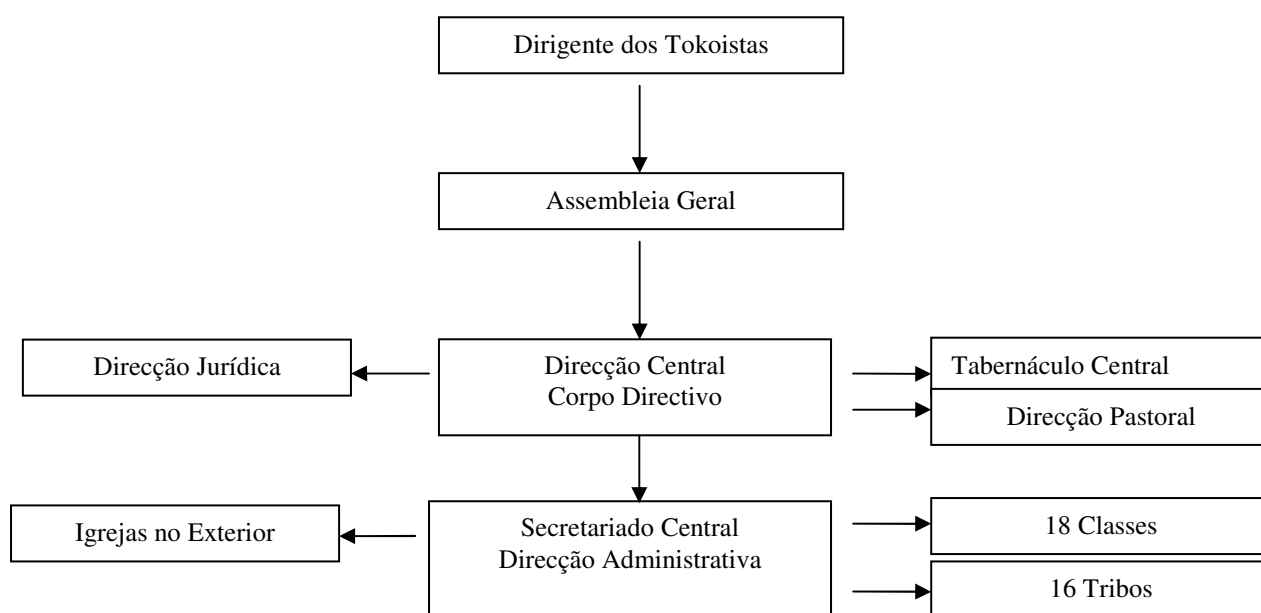 Dirigente dos Tokoistas
Assembleia Geral
Direcção Jurídica
Direcção Central
Corpo Directivo
Tabernáculo Central
Direcção Pastoral
Igrejas no Exterior
Secretariado Central
Direcção Administrativa
18 Classes
16 Tribos